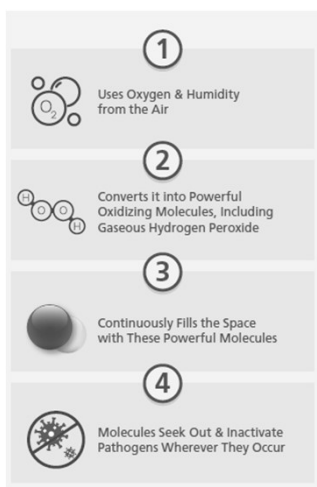 1
O2
Uses Oxygen & Humidity
from the Air
2
H
O O
H
Converts it into Powerful
Oxidizing Molecules, Including
Gaseous Hydrogen Peroxide
3
Continuously Fills the Space
with These Powerful Molecules
4
Molecules Seek Out & Inactivate
Pathogens Wherever They Occur